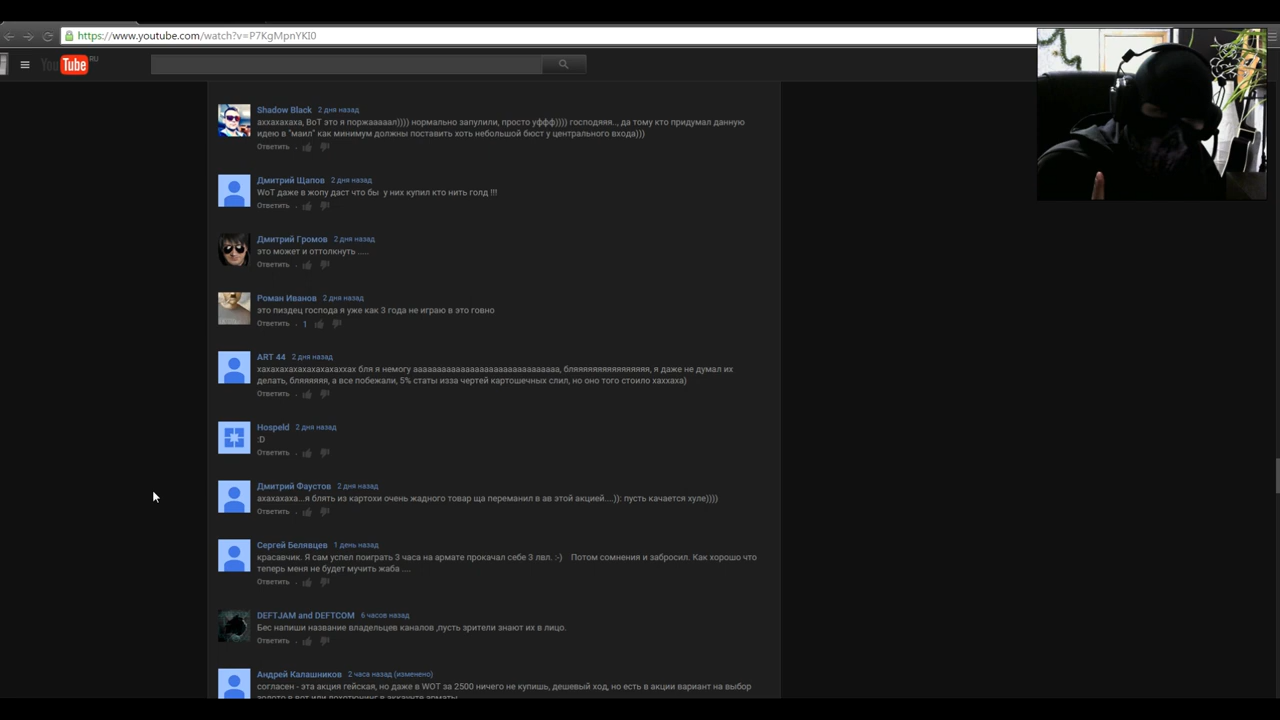 https://www.youtube.com/watch?v=P7KgMpnYKI0
YouTube RU
Shadow Black 2 дня назад
аххахахаха, ВоТ это я поржааааал)))) нормально запулили, просто уффф)))) господяяя.., да тому кто придумал данную
идею в "маил" как минимум должны поставить хоть небольшой бюст у центрального входа)))
Ответить
Дмитрий Щапов 2 дня назад
WoT даже в жопу даст что бы у них купил кто нить голд !!!
Ответить
Дмитрий Громов 2 дня назад
это может и оттолкнуть .....
Ответить
Роман Иванов 2 дня назад
это пиздец господа я уже как 3 года не играю в это говно
Ответить 1
ART 44 2 дня назад
хахахахахахахахахаххах бля я немогу ааааааааааааааааааааааааааааааа, бляяяяяяяяяяяяяяяяя, я даже не думал их
делать, бляяяяяя, а все побежали, 5% статы изза чертей картошечных слил, но оно того стоило хаххаха)
Ответить
Hospeld 2 дня назад
:D
Ответить
Дмитрий Фаустов 2 дня назад
ахахахаха...я блять из картохи очень жадного товар ща переманил в ав этой акцией....)): пусть качается хуле))))
Ответить
Сергей Белявцев 1 день назад
красавчик. Я сам успел поиграть 3 часа на армате прокачал себе 3 лвл. :-) Потом сомнения и забросил. Как хорошо что
теперь меня не будет мучить жаба ....
Ответить
DEFTJAM and DEFTCOM 6 часов назад
Бес напиши название владельцев каналов ,пусть зрители знают их в лицо.
Ответить
Андрей Калашников 2 часа назад (изменено)
согласен - эта акция гейская, но даже в WOT за 2500 ничего не купишь, дешевый ход, но есть в акции вариант на выбор